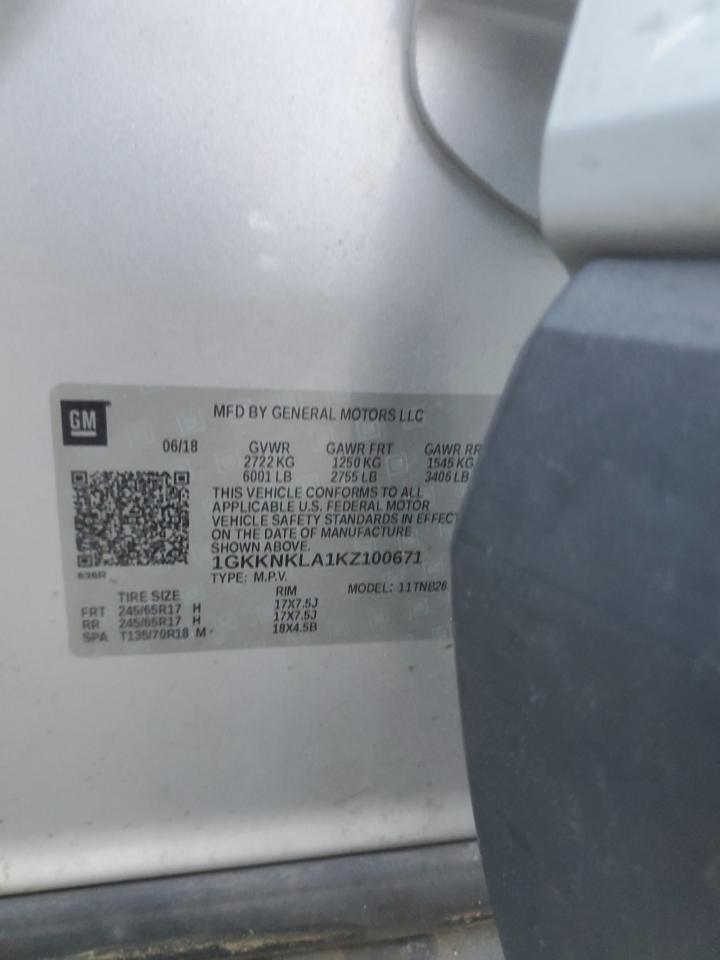 GM
MFD BY GENERAL MOTORS LLC
06/18 GVWR GAWR FRT GAWR RR
2722 KG 1250 KG 1545 KG
6001 LB 2755 LB 3406 LB
THIS VEHICLE CONFORMS TO ALL
APPLICABLE U.S. FEDERAL MOTOR
VEHICLE SAFETY STANDARDS IN EFFECT
ON THE DATE OF MANUFACTURE
SHOWN ABOVE.
1GKKNKLA1KZ100671
636R
TYPE: M.P.V. MODEL: 11TNB26
TIRE SIZE RIM
FRT 245/65R17 H 17X7.5J
RR 245/65R17 H 17X7.5J
SPA T135/70R18 M 18X4.5B